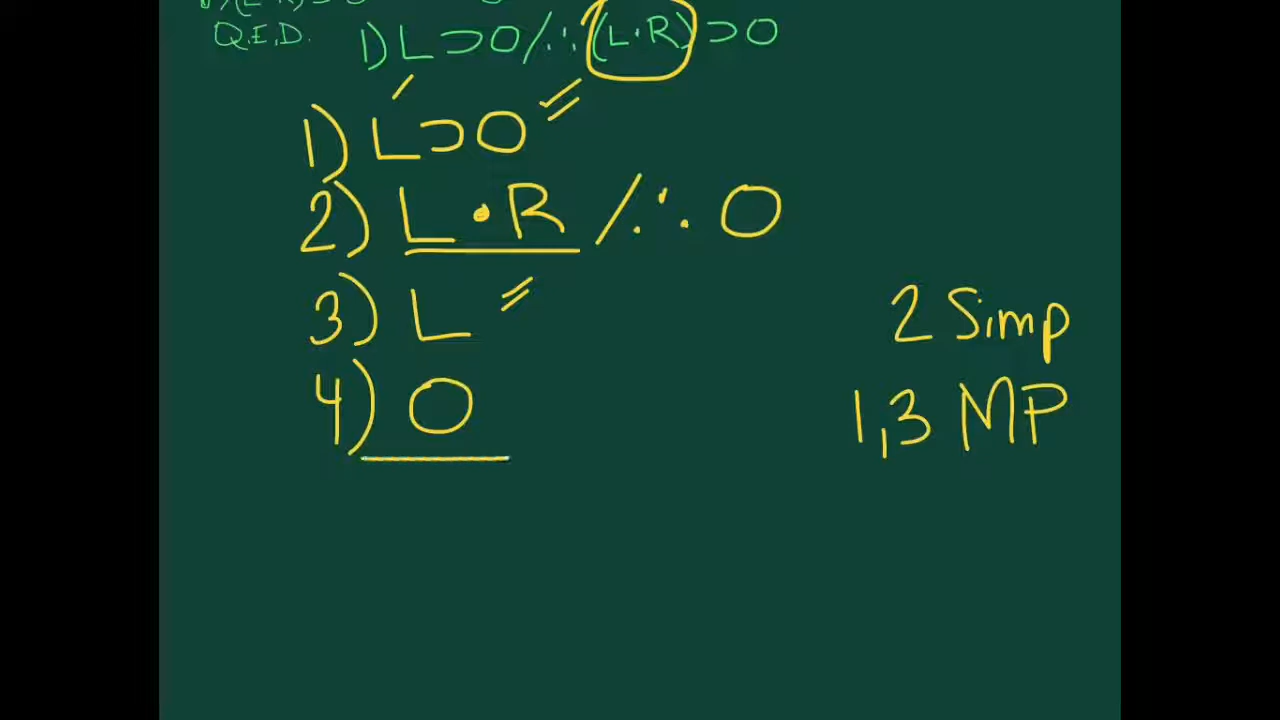 Q.E.D.
1) L⊃O/∴(L·R)⊃O
1) L⊃O
2) L·R /∴ O
3) L 2 Simp
4) O 1,3 MP